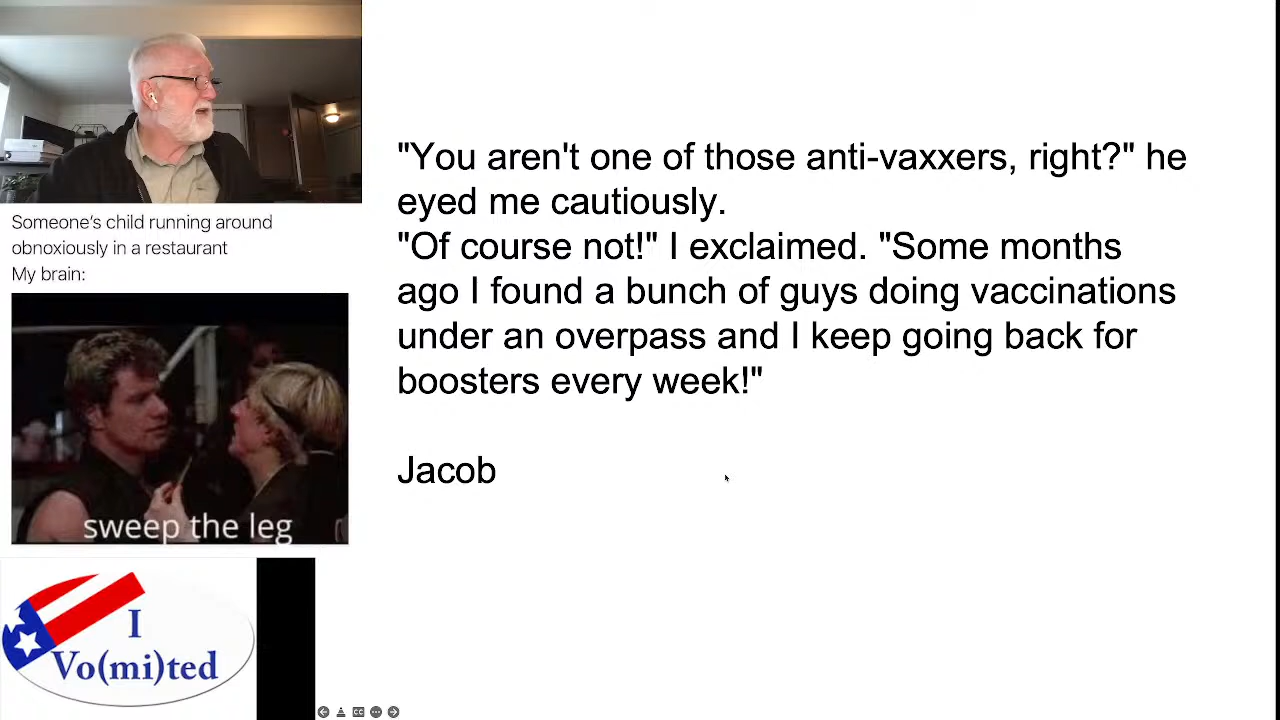 "You aren't one of those anti-vaxxers, right?" he
eyed me cautiously.
"Of course not!" I exclaimed. "Some months
ago I found a bunch of guys doing vaccinations
under an overpass and I keep going back for
boosters every week!"
Jacob
Someone's child running around
obnoxiously in a restaurant
My brain:
sweep the leg
I
Vo(mi)ted
CC